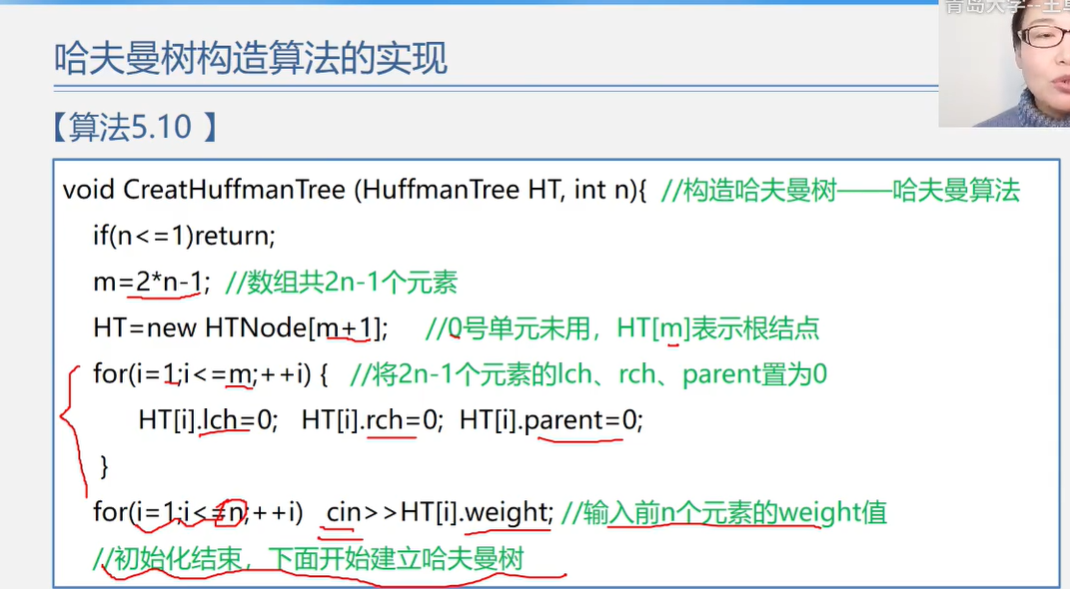 青岛大学--王卓
哈夫曼树构造算法的实现
【算法5.10 】
void CreatHuffmanTree (HuffmanTree HT, int n){ //构造哈夫曼树——哈夫曼算法
if(n<=1)return;
m=2*n-1; //数组共2n-1个元素
HT=new HTNode[m+1]; //0号单元未用，HT[m]表示根结点
for(i=1;i<=m;++i) { //将2n-1个元素的lch、rch、parent置为0
HT[i].lch=0; HT[i].rch=0; HT[i].parent=0;
}
for(i=1;i<=n;++i) cin>>HT[i].weight; //输入前n个元素的weight值
//初始化结束，下面开始建立哈夫曼树